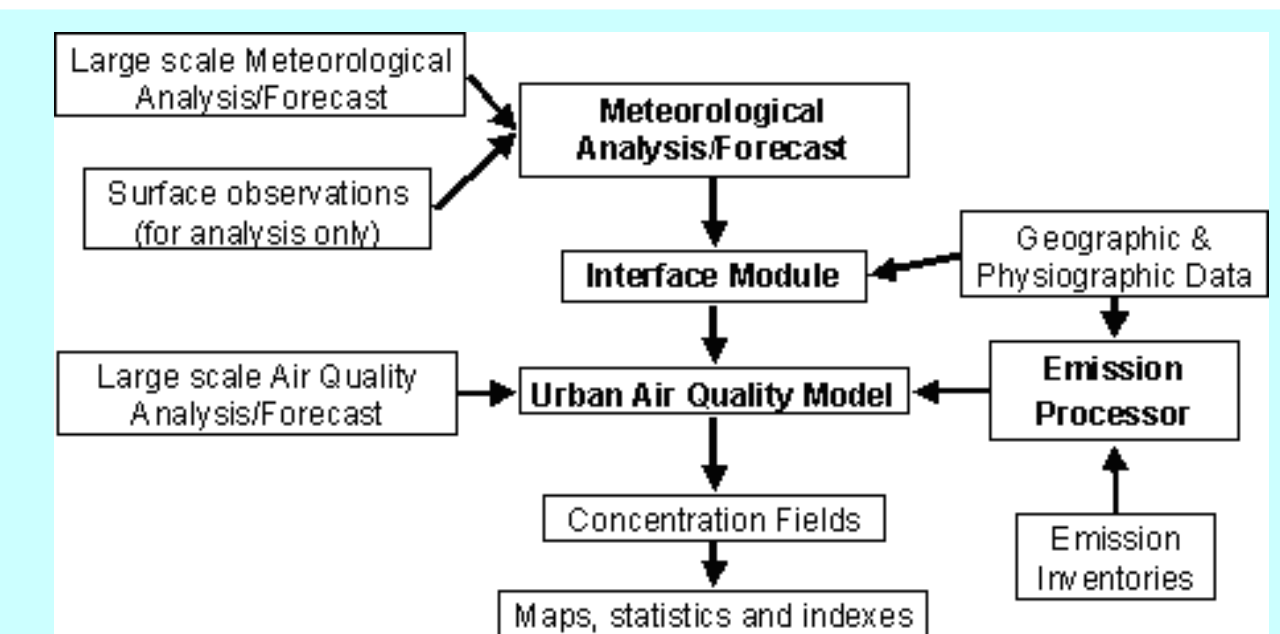 Large scale Meteorological
Analysis/Forecast
Meteorological
Analysis/Forecast
Surface observations
(for analysis only)
Geographic &
Physiographic Data
Interface Module
Large scale Air Quality
Analysis/Forecast
Urban Air Quality Model
Emission
Processor
Concentration Fields
Emission
Inventories
Maps, statistics and indexes